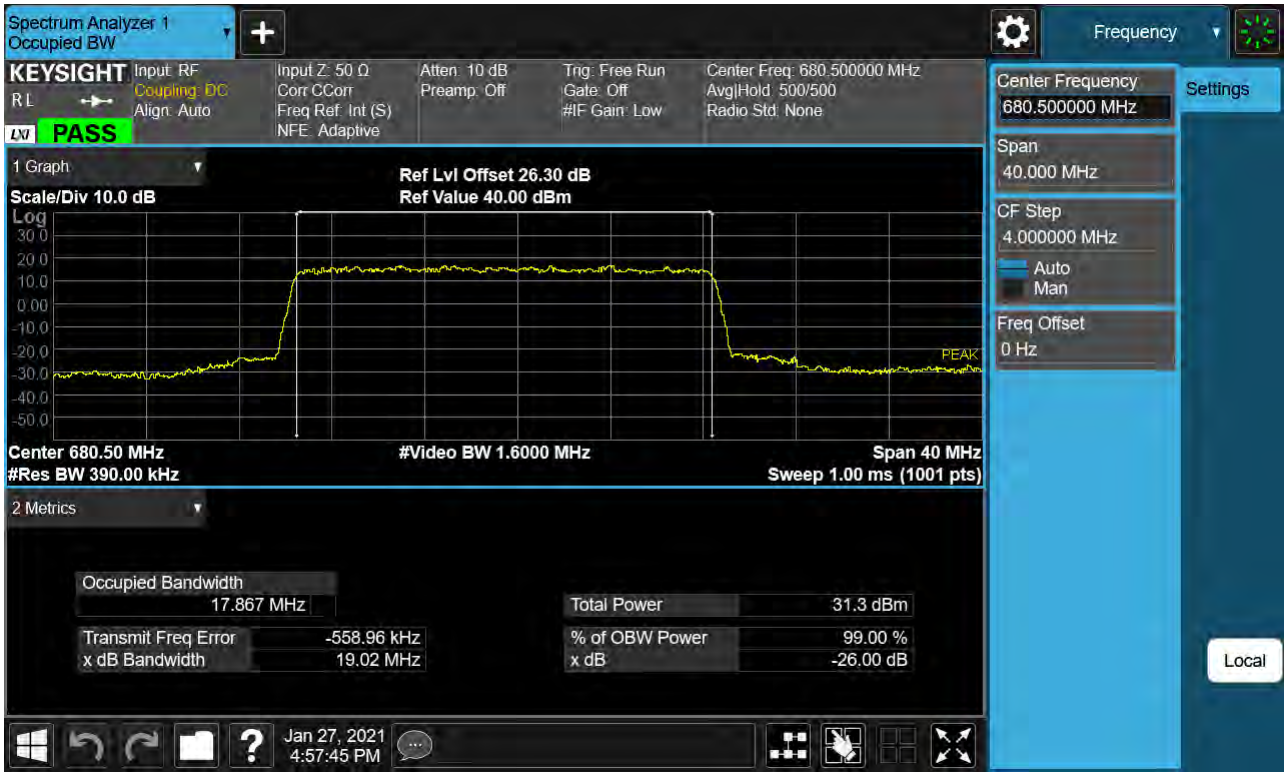 Spectrum Analyzer 1
Occupied BW
Frequency
KEYSIGHT
RL
LXI
PASS
Input: RF
Coupling: DC
Align: Auto
Input Z: 50 Ω
Corr CCorr
Freq Ref: Int (S)
NFE: Adaptive
Atten: 10 dB
Preamp: Off
Trig: Free Run
Gate: Off
#IF Gain: Low
Center Freq: 680.500000 MHz
Avg|Hold: 500/500
Radio Std: None
Center Frequency
680.500000 MHz
Settings
Span
40.000 MHz
CF Step
4.000000 MHz
Auto
Man
Freq Offset
0 Hz
1 Graph
Scale/Div 10.0 dB
Ref Lvl Offset 26.30 dB
Ref Value 40.00 dBm
Log
30.0
20.0
10.0
0.00
-10.0
-20.0
-30.0
-40.0
-50.0
PEAK
Center 680.50 MHz
#Video BW 1.6000 MHz
Span 40 MHz
#Res BW 390.00 kHz
Sweep 1.00 ms (1001 pts)
2 Metrics
Occupied Bandwidth
17.867 MHz
Total Power 31.3 dBm
Transmit Freq Error -558.96 kHz
% of OBW Power 99.00 %
x dB Bandwidth 19.02 MHz
x dB -26.00 dB
Local
?
Jan 27, 2021
4:57:45 PM